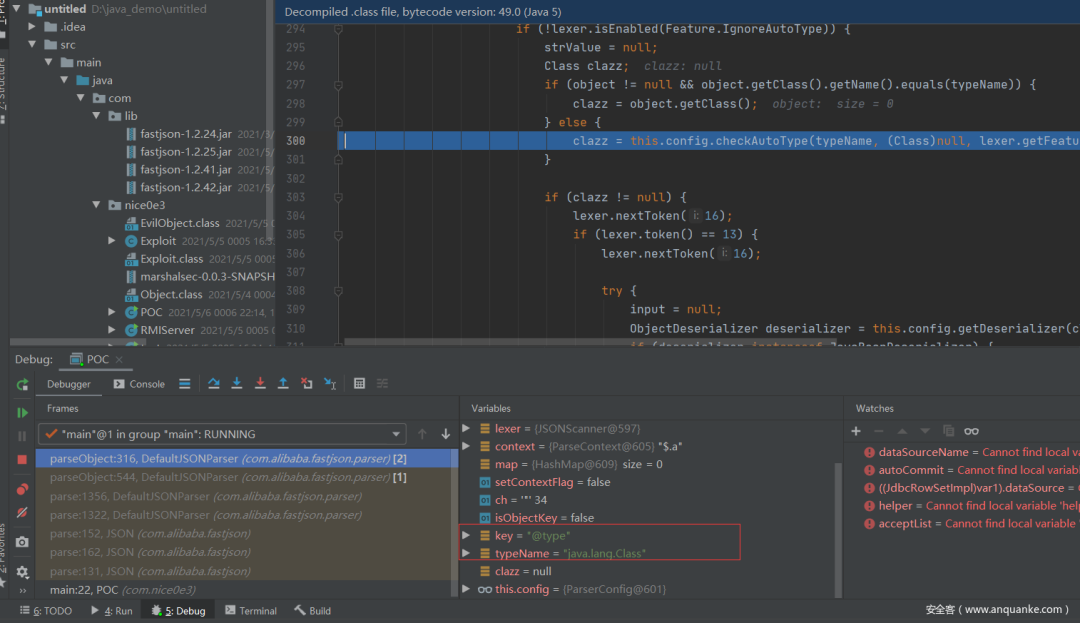 untitled D:\java_demo\untitled
.idea
src
main
java
com
lib
fastjson-1.2.24.jar 2021/3/
fastjson-1.2.25.jar 2021/5/
fastjson-1.2.41.jar 2021/5/
fastjson-1.2.42.jar 2021/5/
nice0e3
EvilObject.class 2021/5/5
Exploit 2021/5/5 0005 16:3
Exploit.class 2021/5/5 0005
marshalsec-0.0.3-SNAPSH
Object.class 2021/5/4 0004
POC 2021/5/6 0006 22:14, 1
RMIServer 2021/5/5 0005
Decompiled .class file, bytecode version: 49.0 (Java 5)
294 if (!lexer.isEnabled(Feature.IgnoreAutoType)) {
295 strValue = null;
296 Class clazz; clazz: null
297 if (object != null && object.getClass().getName().equals(typeName)) {
298 clazz = object.getClass(); object: size = 0
299 } else {
300 clazz = this.config.checkAutoType(typeName, (Class)null, lexer.getFeatu
301 }
302
303 if (clazz != null) {
304 lexer.nextToken( i: 16);
305 if (lexer.token() == 13) {
306 lexer.nextToken( i: 16);
307
308 try {
309 input = null;
310 ObjectDeserializer deserializer = this.config.getDeserializer(c
Debug: POC ×
Debugger Console
Frames
"main"@1 in group "main": RUNNING
parseObject:316, DefaultJSONParser (com.alibaba.fastjson.parser) [2]
parseObject:544, DefaultJSONParser (com.alibaba.fastjson.parser) [1]
parse:1356, DefaultJSONParser (com.alibaba.fastjson.parser)
parse:1322, DefaultJSONParser (com.alibaba.fastjson.parser)
parse:152, JSON (com.alibaba.fastjson)
parse:162, JSON (com.alibaba.fastjson)
parse:131, JSON (com.alibaba.fastjson)
main:22, POC (com.nice0e3)
Variables
lexer = {JSONScanner@597}
context = {ParseContext@605} "$.a"
map = {HashMap@609} size = 0
setContextFlag = false
ch = '"' 34
isObjectKey = false
key = "@type"
typeName = "java.lang.Class"
clazz = null
this.config = {ParserConfig@601}
Watches
dataSourceName = Cannot find local va
autoCommit = Cannot find local variabl
((JdbcRowSetImpl)var1).dataSource = 
helper = Cannot find local variable 'help
acceptList = Cannot find local variable
6: TODO 4: Run 5: Debug Terminal Build
安全客（www.anquanke.com）